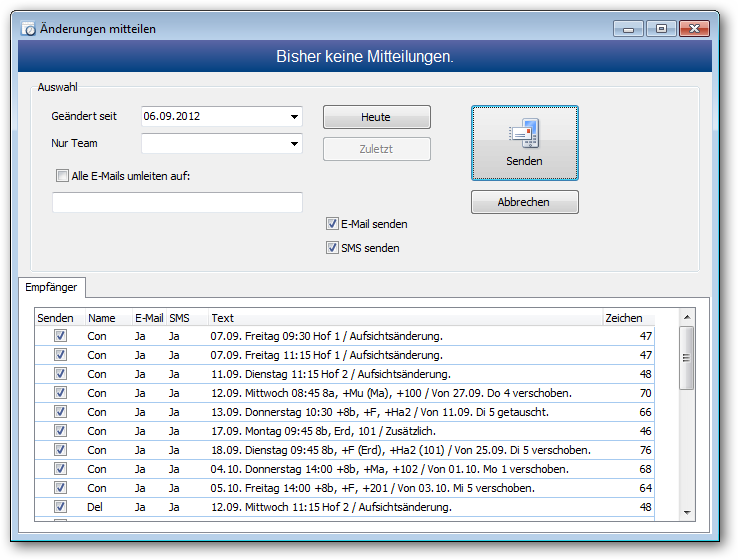 Änderungen mitteilen
Bisher keine Mitteilungen.
Auswahl
Geändert seit 06.09.2012 Heute
Nur Team Zuletzt
Senden
Alle E-Mails umleiten auf:
Abbrechen
E-Mail senden
SMS senden
Empfänger
Senden Name E-Mail SMS Text Zeichen
Con Ja Ja 07.09. Freitag 09:30 Hof 1 / Aufsichtsänderung. 47
Con Ja Ja 07.09. Freitag 11:15 Hof 1 / Aufsichtsänderung. 47
Con Ja Ja 11.09. Dienstag 11:15 Hof 2 / Aufsichtsänderung. 48
Con Ja Ja 12.09. Mittwoch 08:45 8a, +Mu (Ma), +100 / Von 27.09. Do 4 verschoben. 70
Con Ja Ja 13.09. Donnerstag 10:30 +8b, +F, +Ha2 / Von 11.09. Di 5 getauscht. 66
Con Ja Ja 17.09. Montag 09:45 8b, Erd, 101 / Zusätzlich. 46
Con Ja Ja 18.09. Dienstag 09:45 8b, +F (Erd), +Ha2 (101) / Von 25.09. Di 5 verschoben. 76
Con Ja Ja 04.10. Donnerstag 14:00 +8b, +Ma, +102 / Von 01.10. Mo 1 verschoben. 68
Con Ja Ja 05.10. Freitag 14:00 +8b, +F, +201 / Von 03.10. Mi 5 verschoben. 64
Del Ja Ja 12.09. Mittwoch 11:15 Hof 2 / Aufsichtsänderung. 48